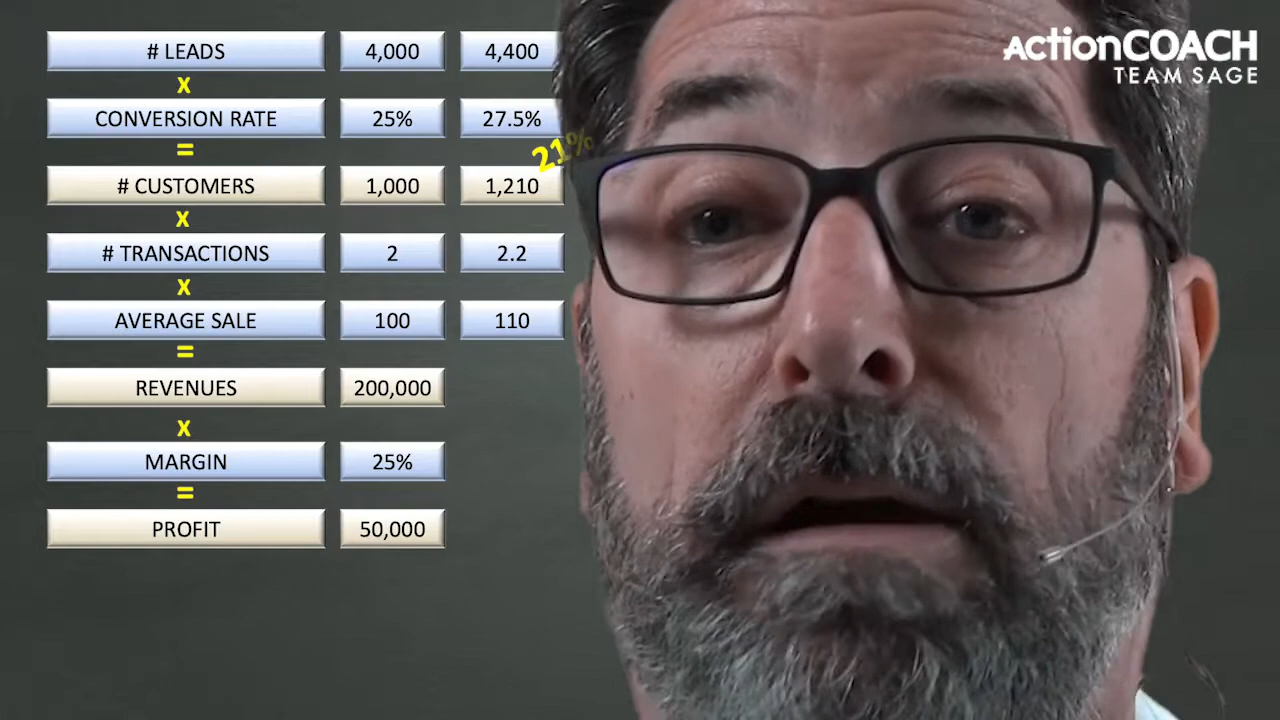 # LEADS 4,000 4,400
x
CONVERSION RATE 25% 27.5%
=
21%
# CUSTOMERS 1,000 1,210
x
# TRANSACTIONS 2 2.2
x
AVERAGE SALE 100 110
=
REVENUES 200,000
x
MARGIN 25%
=
PROFIT 50,000
ActionCOACH
TEAM SAGE